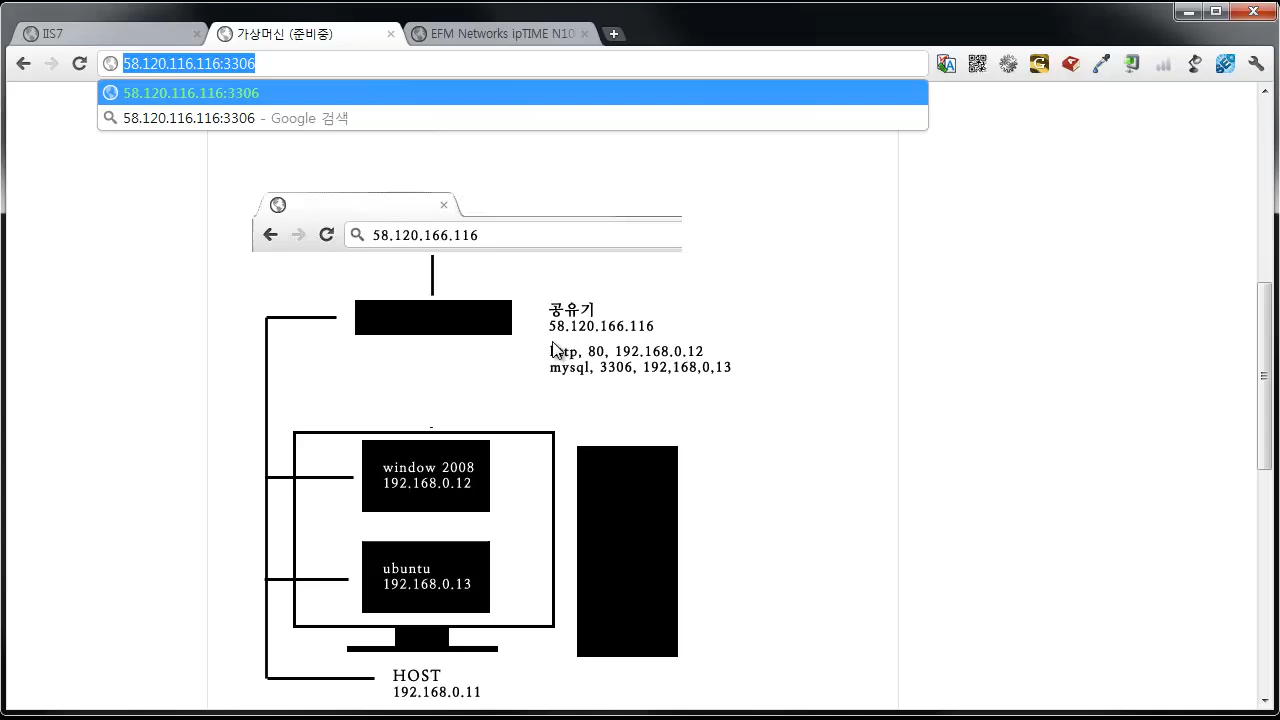 IIS7
가상머신 (준비중)
EFM Networks ipTIME N10
58.120.116.116:3306
58.120.116.116:3306
58.120.116.116:3306 - Google 검색
58.120.166.116
공유기
58.120.166.116
http, 80, 192.168.0.12
mysql, 3306, 192,168,0,13
window 2008
192.168.0.12
ubuntu
192.168.0.13
HOST
192.168.0.11